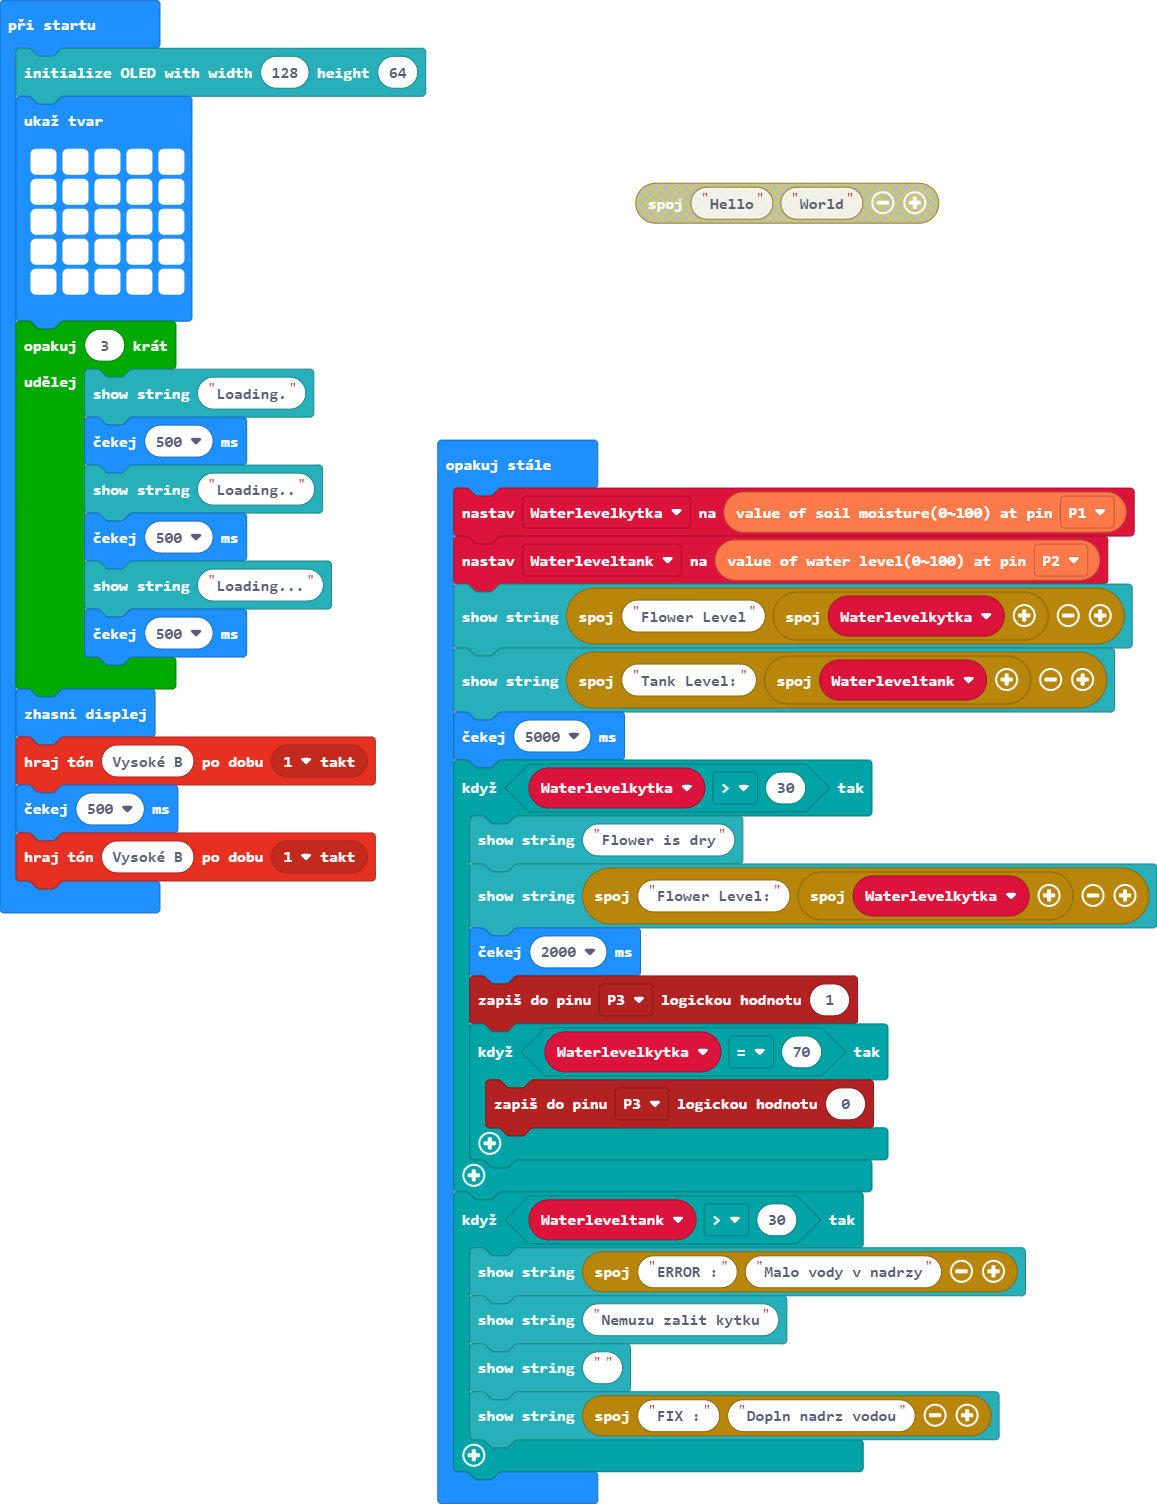 při startu
initialize OLED with width 128 height 64
ukaž tvar
opakuj 3 krát
udělej
show string "Loading."
čekej 500 ms
show string "Loading.."
čekej 500 ms
show string "Loading..."
čekej 500 ms
zhasni displej
hraj tón Vysoké B po dobu 1 takt
čekej 500 ms
hraj tón Vysoké B po dobu 1 takt
spoj "Hello" "World"
opakuj stále
nastav Waterlevelkytka na value of soil moisture(0~100) at pin P1
nastav Waterleveltank na value of water level(0~100) at pin P2
show string spoj "Flower Level" spoj Waterlevelkytka
show string spoj "Tank Level:" spoj Waterleveltank
čekej 5000 ms
když Waterlevelkytka > 30 tak
show string "Flower is dry"
show string spoj "Flower Level:" spoj Waterlevelkytka
čekej 2000 ms
zapiš do pinu P3 logickou hodnotu 1
když Waterlevelkytka = 70 tak
zapiš do pinu P3 logickou hodnotu 0
když Waterleveltank > 30 tak
show string spoj "ERROR :" "Malo vody v nadrzy"
show string "Nemuzu zalit kytku"
show string " "
show string spoj "FIX :" "Dopln nadrz vodou"